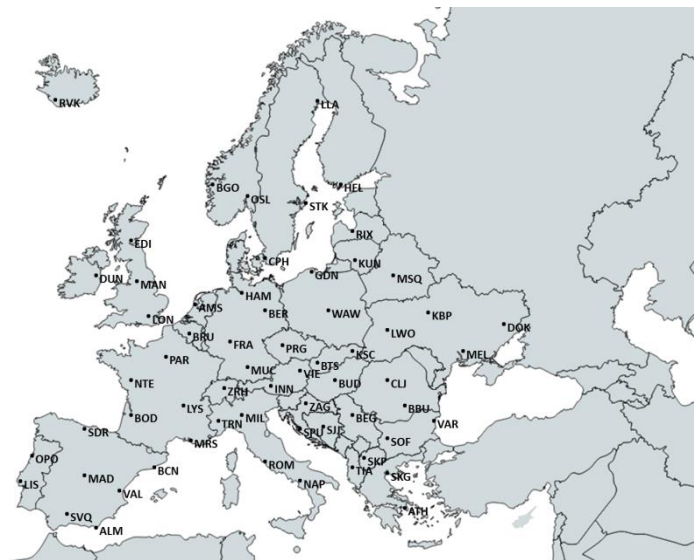 RVK
LLA
BGO
OSL
HEL
STK
EDI
RIX
CPH
KUN
GDN
MSQ
DUN
MAN
HAM
AMS
BER
WAW
KBP
LON
DOK
BRU
LWO
FRA
PRG
KSC
MEL
PAR
BTS
MUC
VIE
NTE
INN
BUD
CLJ
ZRH
LYS
ZAG
BBU
BOD
TRN
MIL
BEG
VAR
SDR
SPU
SJJ
SOF
MRS
OPO
ROM
SKP
BCN
TIA
SKG
MAD
LIS
NAP
VAL
SVQ
ATH
ALM